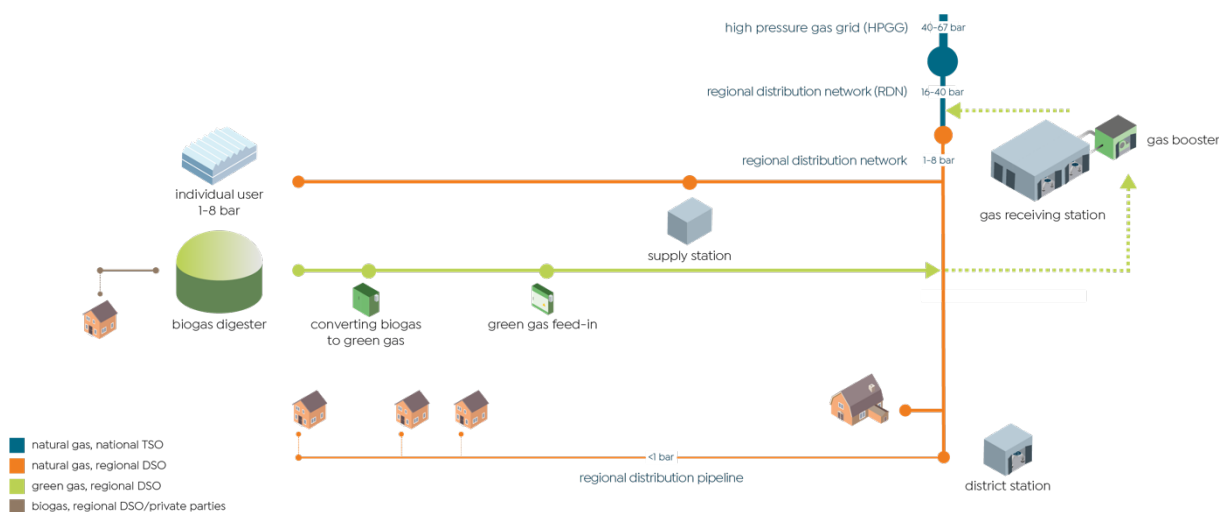 high pressure gas grid (HPGG)
40-67 bar
regional distribution network (RDN)
16-40 bar
gas booster
regional distribution network
1-8 bar
individual user
1-8 bar
gas receiving station
supply station
biogas digester
converting biogas
to green gas
green gas feed-in
natural gas, national TSO
natural gas, regional DSO
green gas, regional DSO
biogas, regional DSO/private parties
<1 bar
regional distribution pipeline
district station